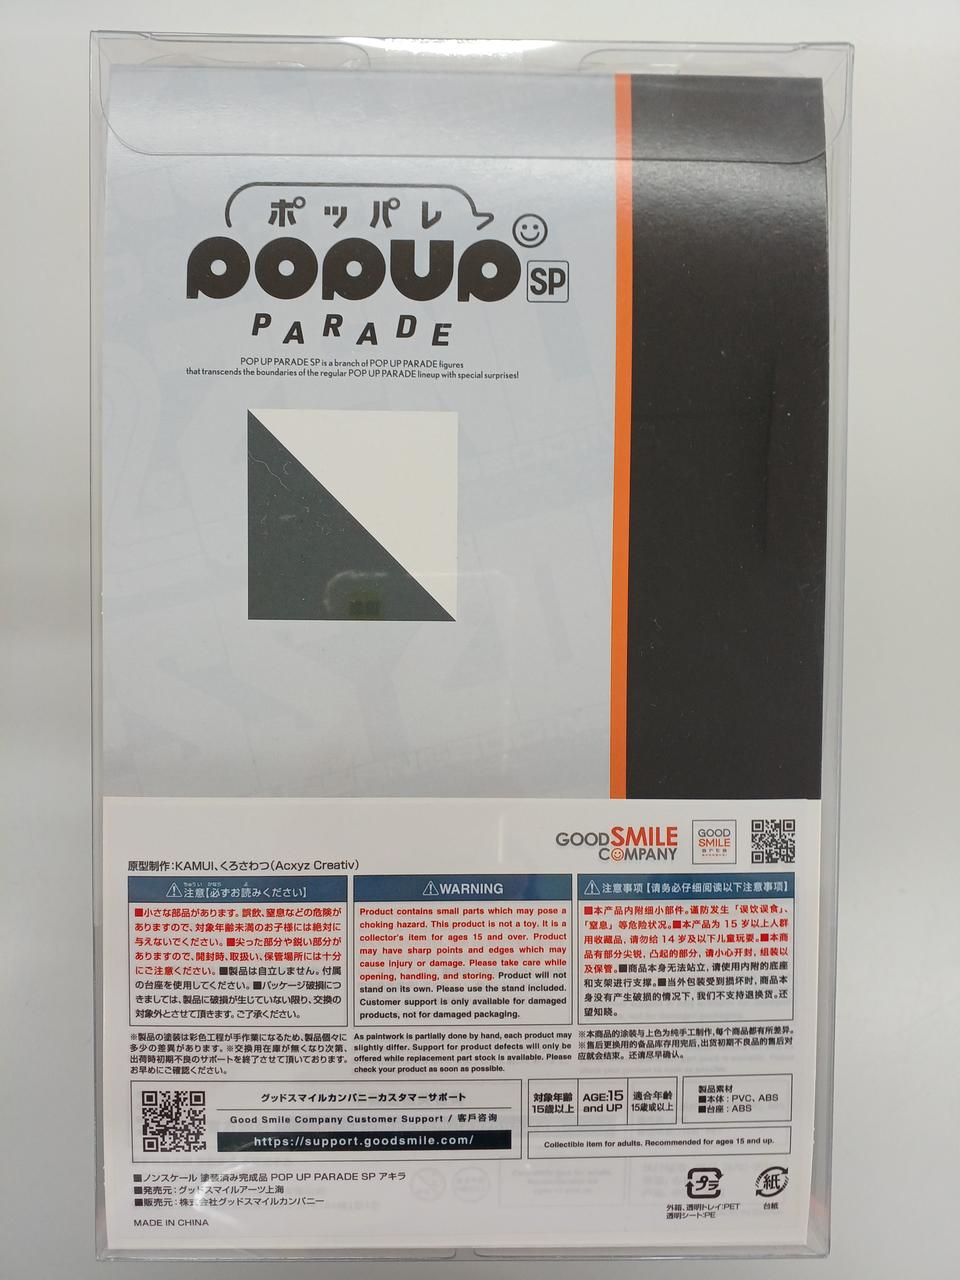 ポッパレ
POPUP SP
PARADE
POP UP PARADE SP is a branch of POP UP PARADE figures
that transcends the boundaries of the regular POP UP PARADE lineup with special surprises!
GOODSMILE COMPANY
GOOD SMILE
原型制作:KAMUI、くろさわつ(Acxyz Creativ)
⚠注意【必ずお読みください】
■小さな部品があります。誤飲、窒息などの危険が
ありますので、対象年齢未満のお子様には絶対に
与えないでください。■尖った部分や鋭い部分が
ありますので、開封時、取扱い、保管場所には十分
にご注意ください。■製品は自立しません。付属
の台座を使用してください。■パッケージ破損につ
きましては、製品に破損が生じていない限り、交換の
対象外とさせて頂きます。ご了承ください。
※製品の塗装は彩色工程が手作業になるため、製品個々に
多少の差異があります。※交換用在庫が無くなり次第、
出荷時初期不良のサポートを終了させて頂いております。
お早めにご確認ください。
⚠WARNING
Product contains small parts which may pose a
choking hazard. This product is not a toy. It is a
collector's item for ages 15 and over. Product
may have sharp points and edges which may
cause injury or damage. Please take care while
opening, handling, and storing. Product will not
stand on its own. Please use the stand included.
Customer support is only available for damaged
products, not for damaged packaging.
As paintwork is partially done by hand, each product may
slightly differ. Support for product defects will only be
offered while replacement part stock is available. Please
check your product as soon as possible.
⚠注意事项【请务必仔细阅读以下注意事项】
■本产品内附细小部件。谨防发生「误饮误食」、
「窒息」等危险状况。■本产品为 15 岁以上人群
用收藏品，请勿给 14 岁及以下儿童玩耍。■本商
品有部分尖锐，凸起的部分，请小心开封，组装以
及保管。■商品本身无法站立，请使用内附的底座
和支架进行支撑。■当外包装受到损坏时，商品本
身没有产生破损的情况下，我们不支持退换货。还
望知晓。
※本商品的涂装与上色为纯手工制作，每个商品都有所差异。
※售后更换用的备品库存用完后，出货初期不良品的售后对
应就会结束。还请尽早确认。
グッドスマイルカンパニーカスタマーサポート
Good Smile Company Customer Support / 客戶咨询
https://support.goodsmile.com/
対象年齢
15歳以上
AGE:15
and UP
適合年齡
15歲或以上
製品素材
■本体：PVC、ABS
■台座：ABS
Collectible item for adults. Recommended for ages 15 and up.
■ノンスケール 塗装済み完成品 POP UP PARADE SP アキラ
■発売元：グッドスマイルアーツ上海
■販売元：株式会社グッドスマイルカンパニー
MADE IN CHINA
プラ
外箱、透明トレイ:PET
透明シート:PE
紙
台紙